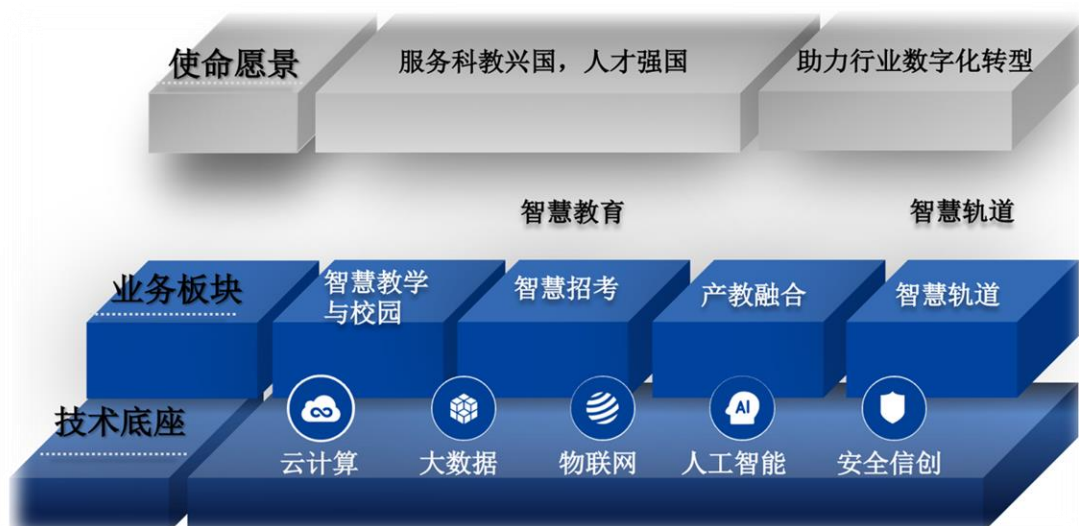 使命愿景
服务科教兴国，人才强国
助力行业数字化转型
智慧教育
智慧轨道
业务板块
智慧教学
与校园
智慧招考
产教融合
智慧轨道
技术底座
AI
云计算
大数据
物联网
人工智能
安全信创